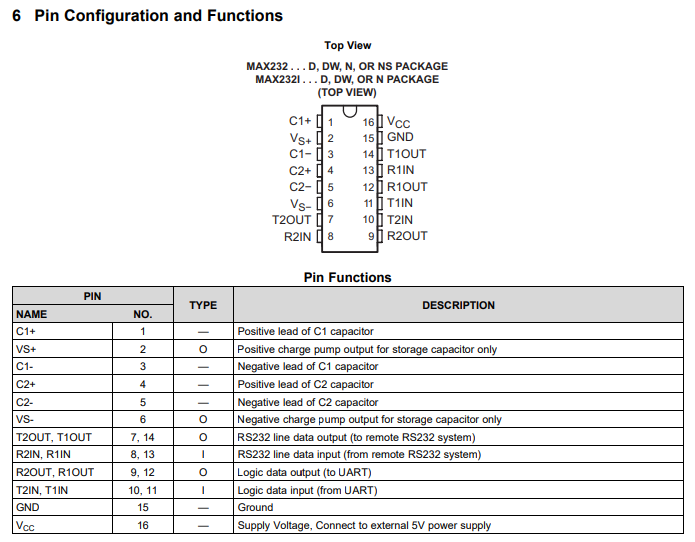 6 Pin Configuration and Functions
Top View
MAX232 . . . D, DW, N, OR NS PACKAGE
MAX232I . . . D, DW, OR N PACKAGE
(TOP VIEW)
C1+ 1 16 VCC
VS+ 2 15 GND
C1− 3 14 T1OUT
C2+ 4 13 R1IN
C2− 5 12 R1OUT
VS− 6 11 T1IN
T2OUT 7 10 T2IN
R2IN 8 9 R2OUT
Pin Functions
PIN TYPE DESCRIPTION
NAME NO.
C1+ 1 — Positive lead of C1 capacitor
VS+ 2 O Positive charge pump output for storage capacitor only
C1- 3 — Negative lead of C1 capacitor
C2+ 4 — Positive lead of C2 capacitor
C2- 5 — Negative lead of C2 capacitor
VS- 6 O Negative charge pump output for storage capacitor only
T2OUT, T1OUT 7, 14 O RS232 line data output (to remote RS232 system)
R2IN, R1IN 8, 13 I RS232 line data input (from remote RS232 system)
R2OUT, R1OUT 9, 12 O Logic data output (to UART)
T2IN, T1IN 10, 11 I Logic data input (from UART)
GND 15 — Ground
VCC 16 — Supply Voltage, Connect to external 5V power supply